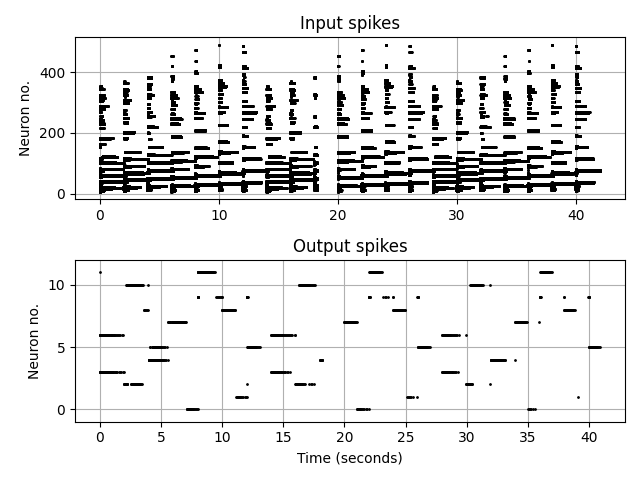 Input spikes
Neuron no.
400
200
0
0 10 20 30 40
Output spikes
Neuron no.
10
5
0
0 5 10 15 20 25 30 35 40
Time (seconds)